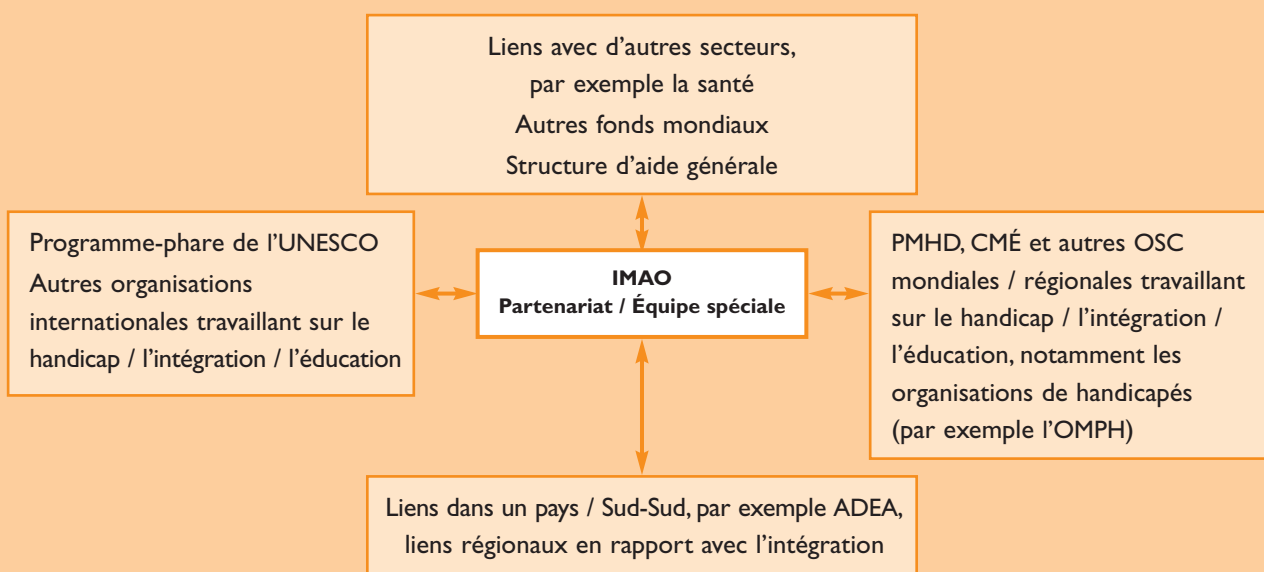 Liens avec d'autres secteurs,
par exemple la santé
Autres fonds mondiaux
Structure d'aide générale
Programme-phare de l'UNESCO
Autres organisations
internationales travaillant sur le
handicap / l'intégration / l'éducation
IMAO
Partenariat / Équipe spéciale
PMHD, CMÉ et autres OSC
mondiales / régionales travaillant
sur le handicap / l'intégration /
l'éducation, notamment les
organisations de handicapés
(par exemple l'OMPH)
Liens dans un pays / Sud-Sud, par exemple ADEA,
liens régionaux en rapport avec l'intégration